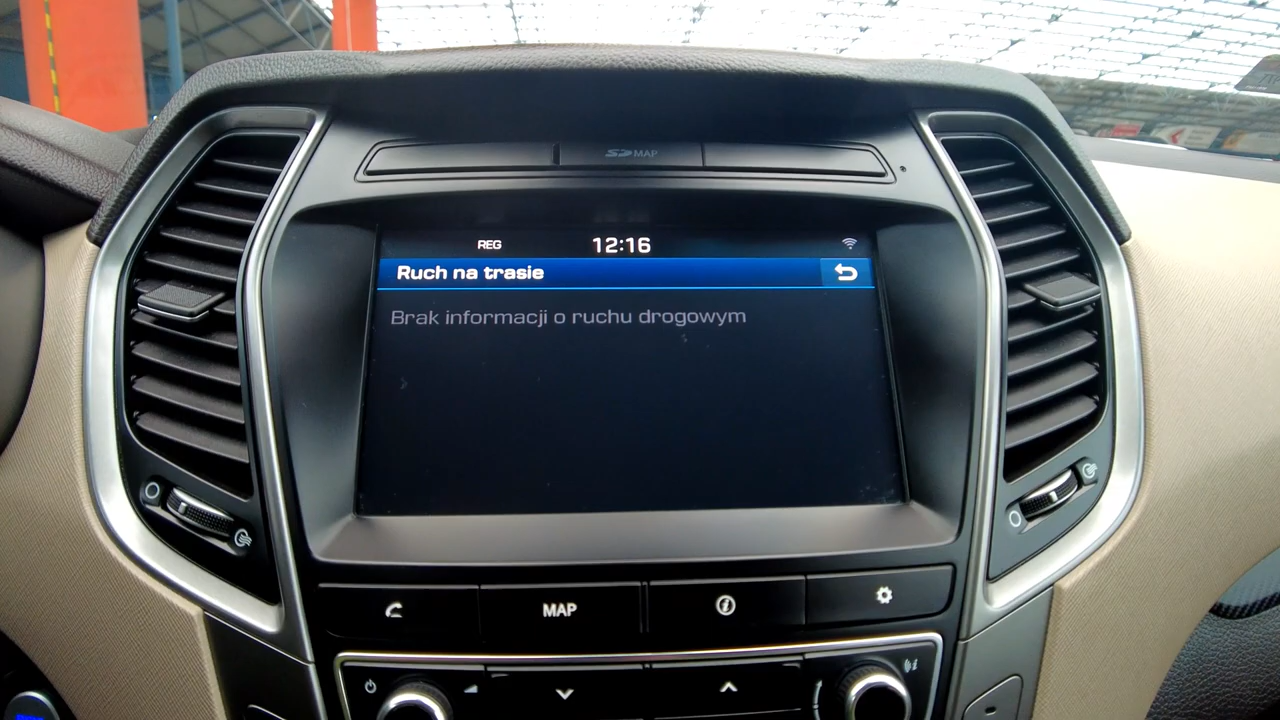 SD MAP
REG 12:16
Ruch na trasie
Brak informacji o ruchu drogowym
MAP